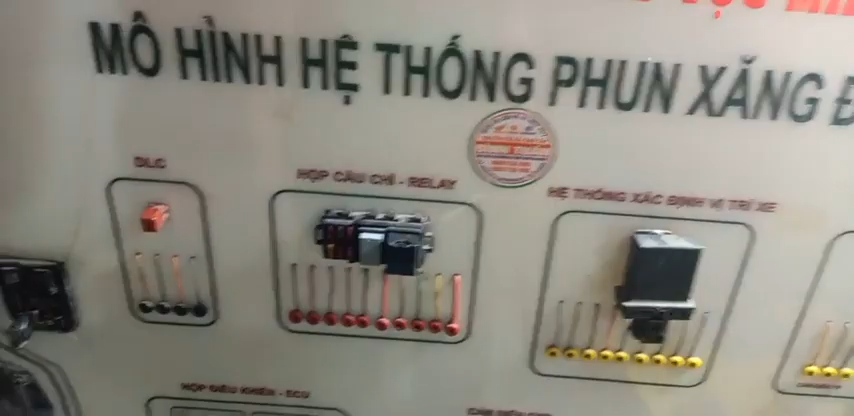 MÔ HÌNH HỆ THỐNG PHUN XĂNG Đ
DLC
HỘP CẦU CHÌ - RELAY
HỆ THỐNG XÁC ĐỊNH VỊ TRÍ XE
HỘP ĐIỀU KHIỂN - ECU